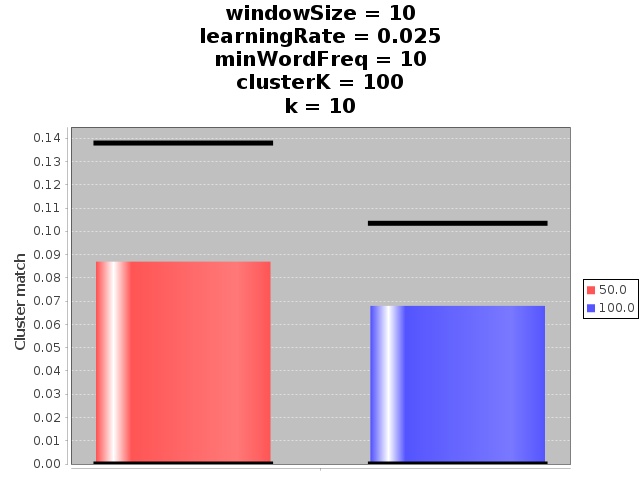 windowSize = 10
learningRate = 0.025
minWordFreq = 10
clusterK = 100
k = 10
0.14
0.13
0.12
0.11
0.10
0.09
0.08
0.07
0.06
0.05
0.04
0.03
0.02
0.01
0.00
Cluster match
50.0
100.0